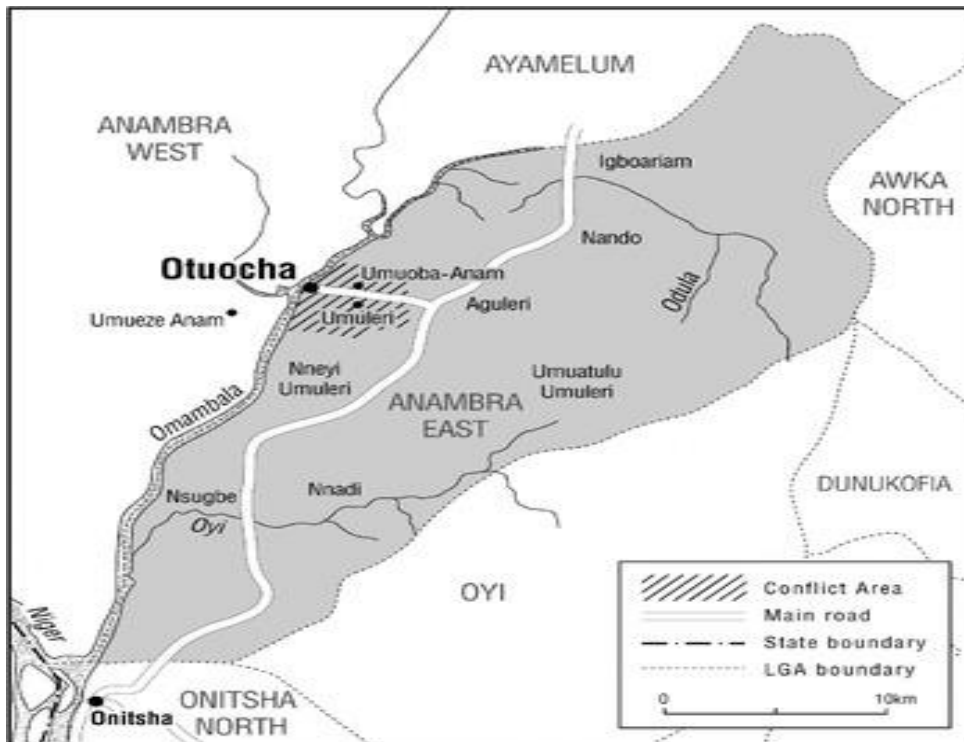 AYAMELUM
ANAMBRA
WEST
Igboariam
AWKA
NORTH
Nando
Otuocha
Umuoba-Anam
Odula
Aguleri
Umueze Anam
Umuleri
Nneyi
Umuleri
Umuatulu
Umuleri
Omambala
ANAMBRA
EAST
DUNUKOFIA
Nsugbe
Nnadi
Oyi
OYI
Conflict Area
Main road
State boundary
LGA boundary
0 10km
Niger
ONITSHA
NORTH
Onitsha